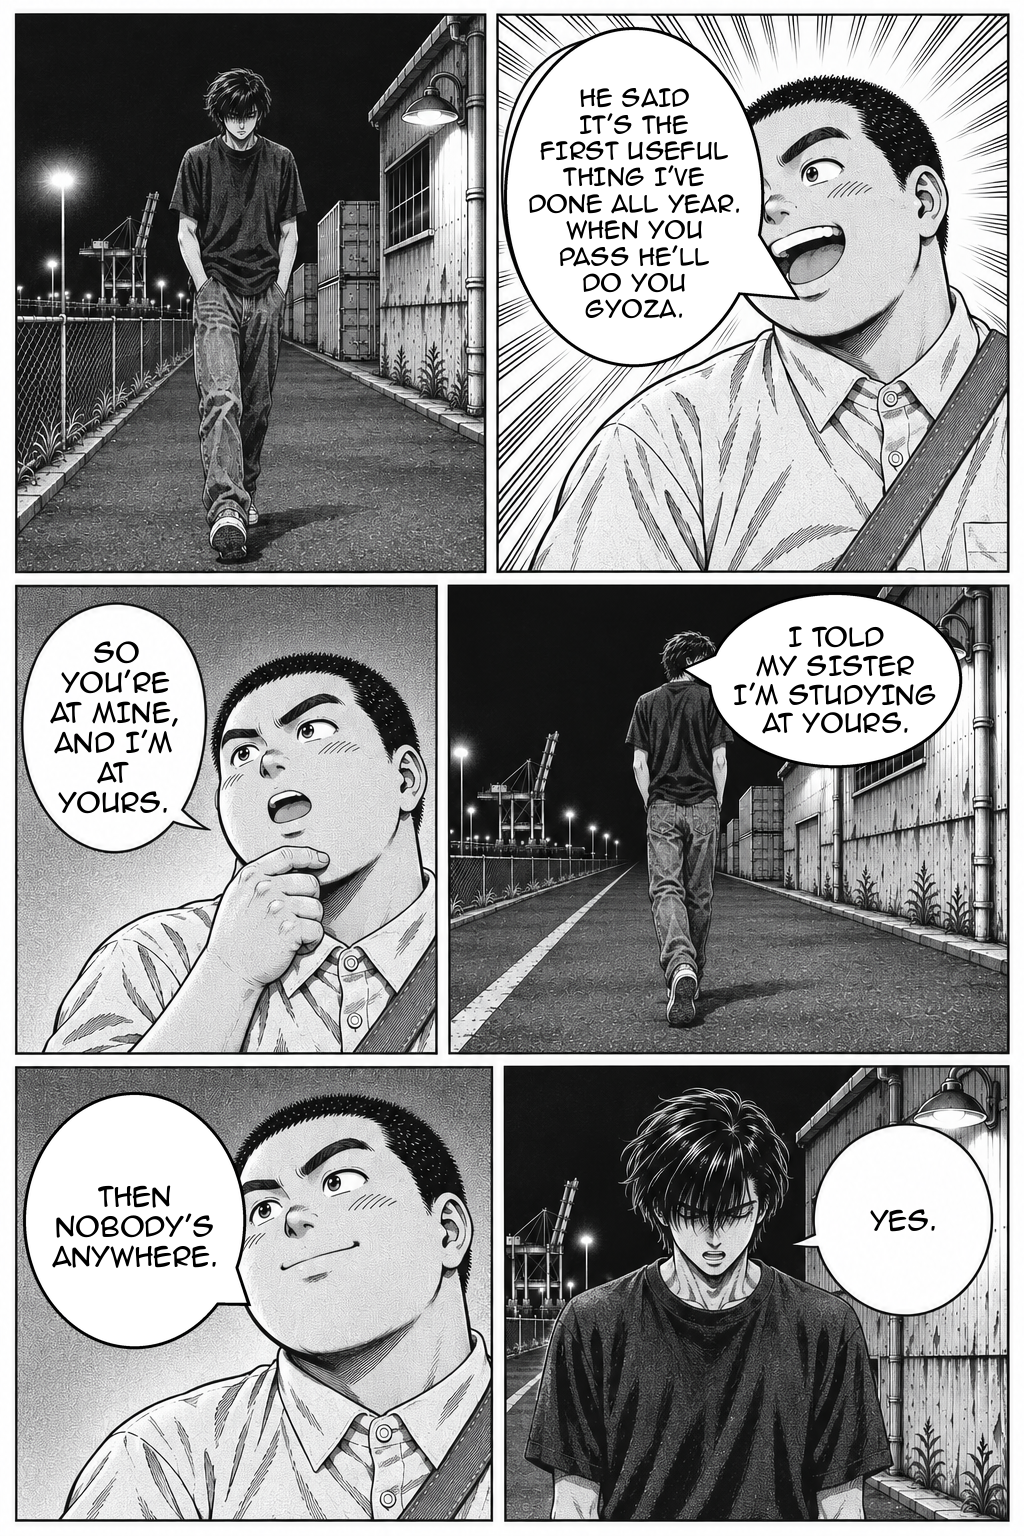 HE SAID
IT'S THE
FIRST USEFUL
THING I'VE
DONE ALL YEAR.
WHEN YOU
PASS HE'LL
DO YOU
GYOZA.
SO
YOU'RE
AT MINE,
AND I'M
AT
YOURS.
I TOLD
MY SISTER
I'M STUDYING
AT YOURS.
THEN
NOBODY'S
ANYWHERE.
YES.